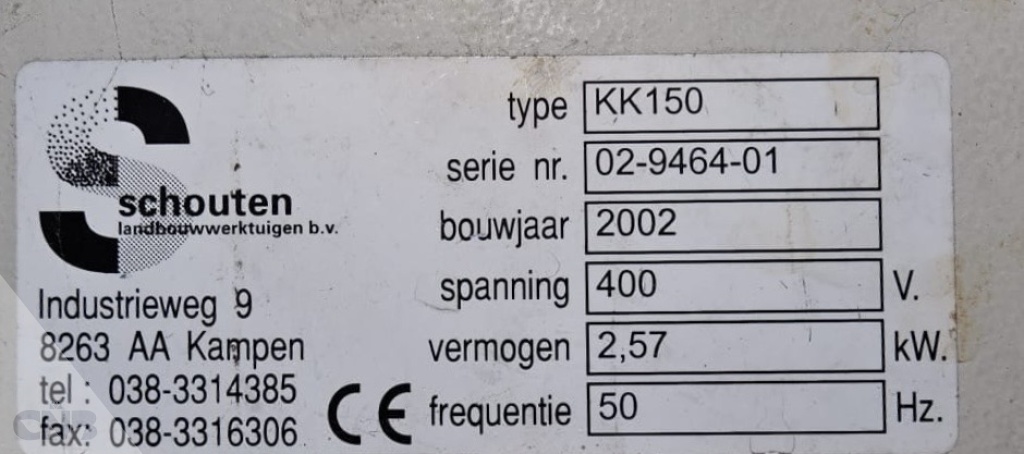 schouten
landbouwwerktuigen b.v.
Industrieweg 9
8263 AA Kampen
tel : 038-3314385
fax: 038-3316306
CE
type KK150
serie nr. 02-9464-01
bouwjaar 2002
spanning 400 V.
vermogen 2,57 kW.
frequentie 50 Hz.